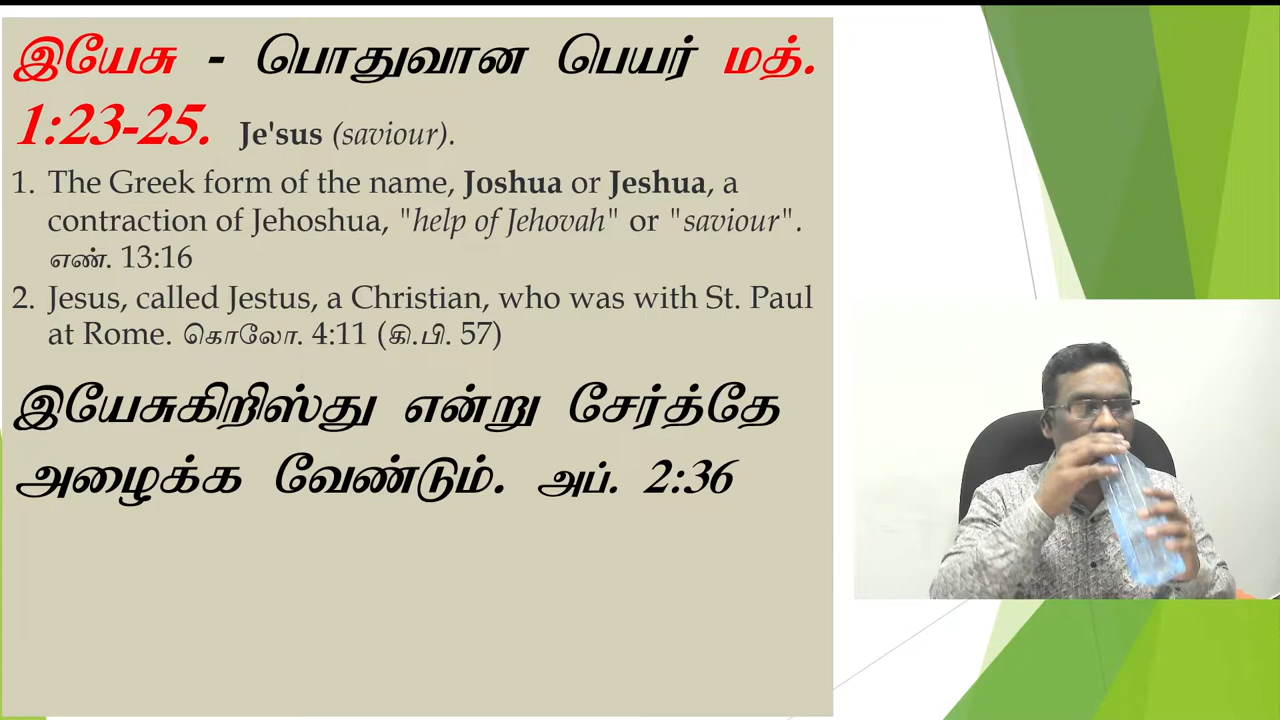 இயேசு - பொதுவான பெயர் மத்.
1:23-25. Je'sus (saviour).
1. The Greek form of the name, Joshua or Jeshua, a
contraction of Jehoshua, "help of Jehovah" or "saviour".
எண். 13:16
2. Jesus, called Jestus, a Christian, who was with St. Paul
at Rome. கொலோ. 4:11 (கி.பி. 57)
இயேசுகிறிஸ்து என்று சேர்த்தே
அழைக்க வேண்டும். அப். 2:36